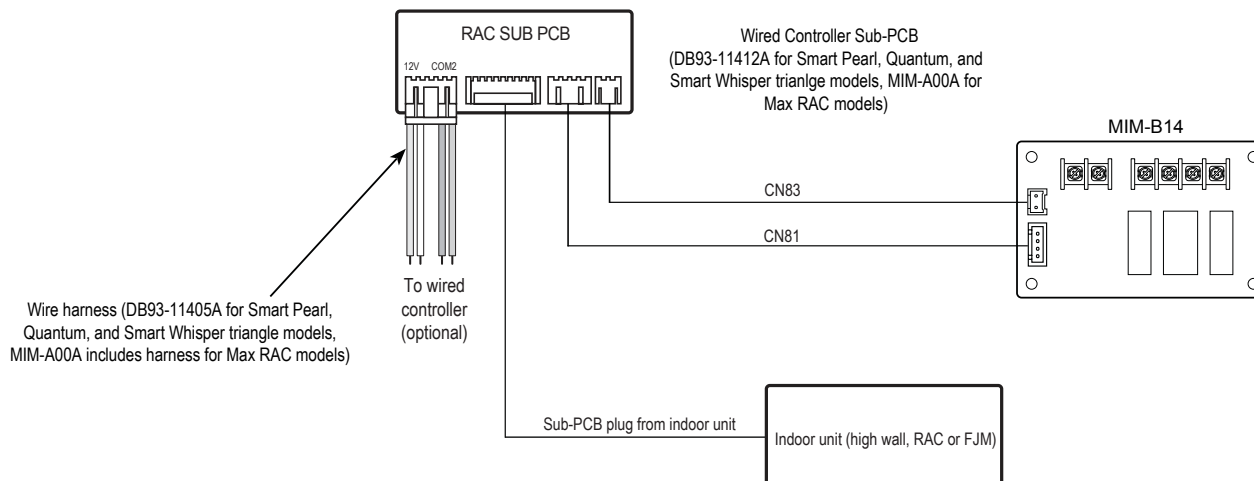 RAC SUB PCB
12V COM2
Wired Controller Sub-PCB
(DB93-11412A for Smart Pearl, Quantum, and
Smart Whisper trianlge models, MIM-A00A for
Max RAC models)
MIM-B14
CN83
CN81
To wired
controller
(optional)
Wire harness (DB93-11405A for Smart Pearl,
Quantum, and Smart Whisper triangle models,
MIM-A00A includes harness for Max RAC models)
Sub-PCB plug from indoor unit
Indoor unit (high wall, RAC or FJM)